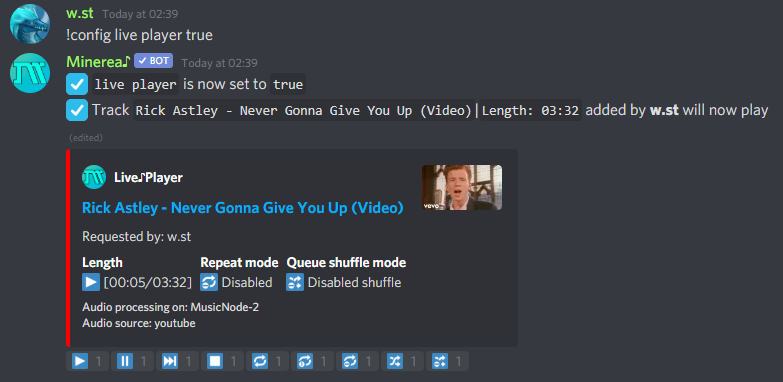 w.st Today at 02:39
!config live player true
Minerea♪ ✓ BOT Today at 02:39
live player is now set to true
Track Rick Astley - Never Gonna Give You Up (Video)|Length: 03:32 added by w.st will now play
(edited)
Live♪Player
Rick Astley - Never Gonna Give You Up (Video)
vevo
Requested by: w.st
Length Repeat mode Queue shuffle mode
[00:05/03:32] Disabled Disabled shuffle
Audio processing on: MusicNode-2
Audio source: youtube
1 1 1 1 1 1 1 1 1